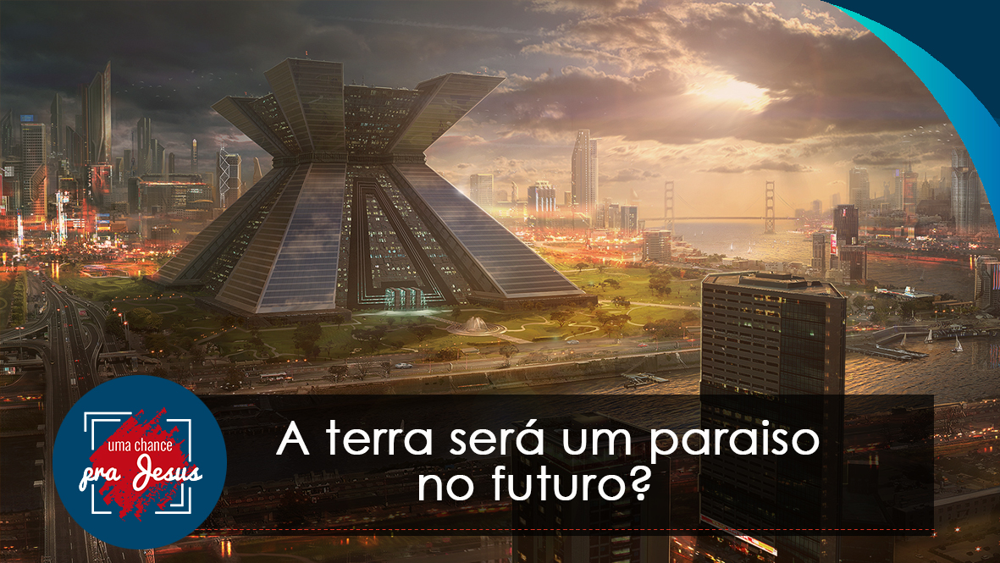 uma chance
pra Jesus
A terra será um paraiso
no futuro?